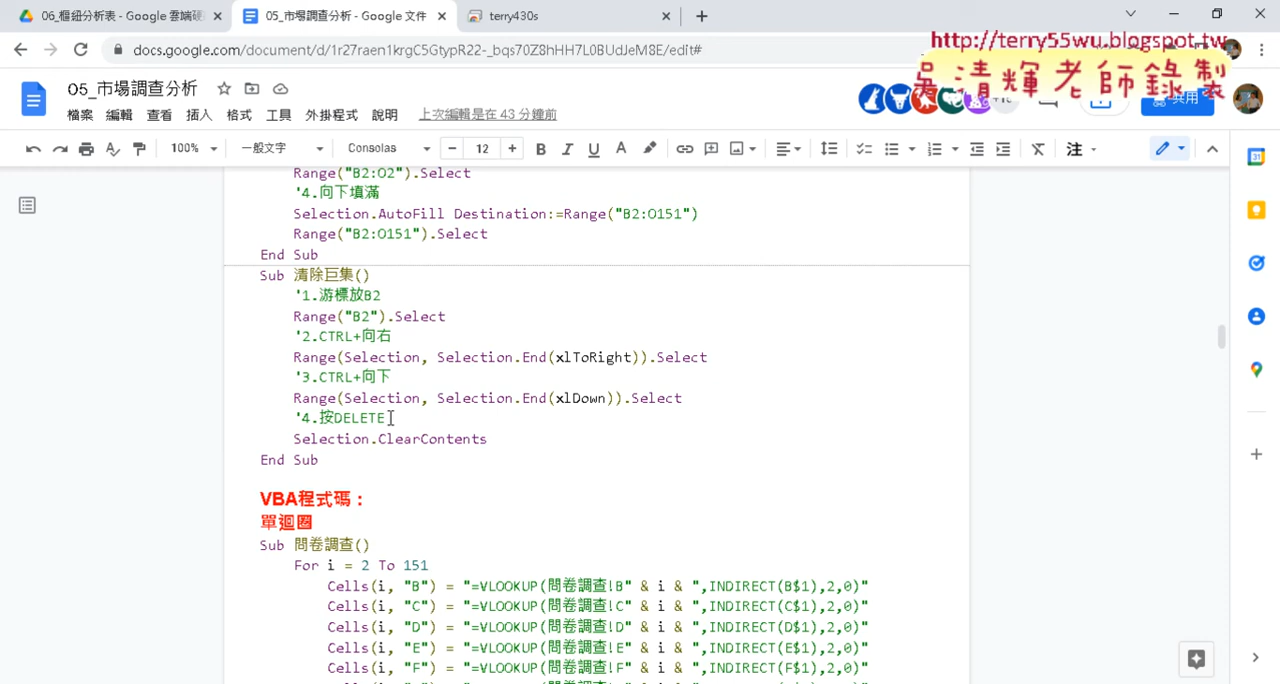 06_樞紐分析表 - Google 雲端硬
05_市場調查分析 - Google 文件
terry430s
docs.google.com/document/d/1r27raen1krgC5GtypR22-_bqs70Z8hHH7L0BUdJeM8E/edit#
http://terry55wu.blogspot.tw
吳清輝老師錄製
05_市場調查分析
檔案 編輯 查看 插入 格式 工具 外掛程式 說明 上次編輯是在 43 分鐘前
共用
100% 一般文字 Consolas 12
Range("B2:O2").Select
'4.向下填滿
Selection.AutoFill Destination:=Range("B2:O151")
Range("B2:O151").Select
End Sub
Sub 清除巨集()
'1.游標放B2
Range("B2").Select
'2.CTRL+向右
Range(Selection, Selection.End(xlToRight)).Select
'3.CTRL+向下
Range(Selection, Selection.End(xlDown)).Select
'4.按DELETE
Selection.ClearContents
End Sub
VBA程式碼：
單迴圈
Sub 問卷調查()
For i = 2 To 151
Cells(i, "B") = "=VLOOKUP(問卷調查!B" & i & ",INDIRECT(B$1),2,0)"
Cells(i, "C") = "=VLOOKUP(問卷調查!C" & i & ",INDIRECT(C$1),2,0)"
Cells(i, "D") = "=VLOOKUP(問卷調查!D" & i & ",INDIRECT(D$1),2,0)"
Cells(i, "E") = "=VLOOKUP(問卷調查!E" & i & ",INDIRECT(E$1),2,0)"
Cells(i, "F") = "=VLOOKUP(問卷調查!F" & i & ",INDIRECT(F$1),2,0)"